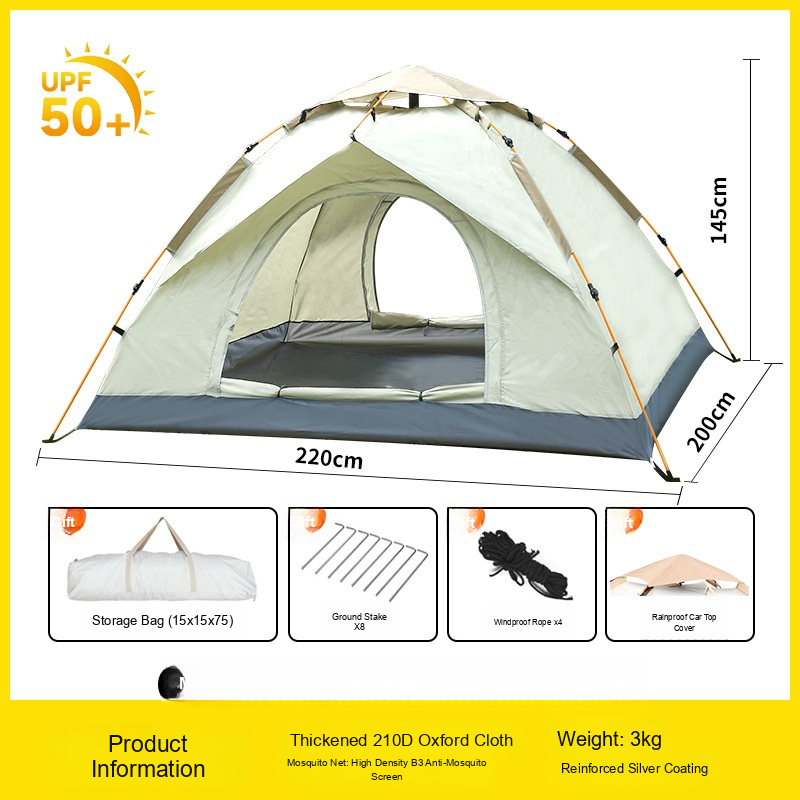 UPF
50+
145cm
200cm
220cm
Storage Bag (15x15x75)
Ground Stake
X8
Windproof Rope x4
Rainproof Car Top
Cover
Product
Information
Thickened 210D Oxford Cloth
Mosquito Net: High Density B3 Anti-Mosquito
Screen
Weight: 3kg
Reinforced Silver Coating